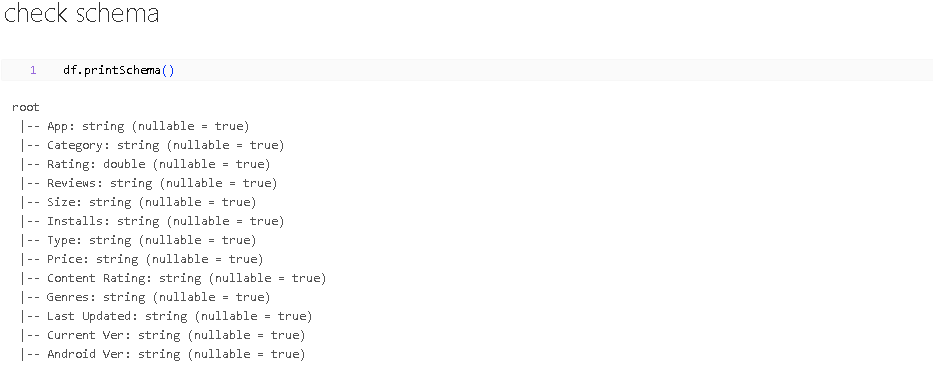 check schema
1 df.printSchema()
root
|-- App: string (nullable = true)
|-- Category: string (nullable = true)
|-- Rating: double (nullable = true)
|-- Reviews: string (nullable = true)
|-- Size: string (nullable = true)
|-- Installs: string (nullable = true)
|-- Type: string (nullable = true)
|-- Price: string (nullable = true)
|-- Content Rating: string (nullable = true)
|-- Genres: string (nullable = true)
|-- Last Updated: string (nullable = true)
|-- Current Ver: string (nullable = true)
|-- Android Ver: string (nullable = true)